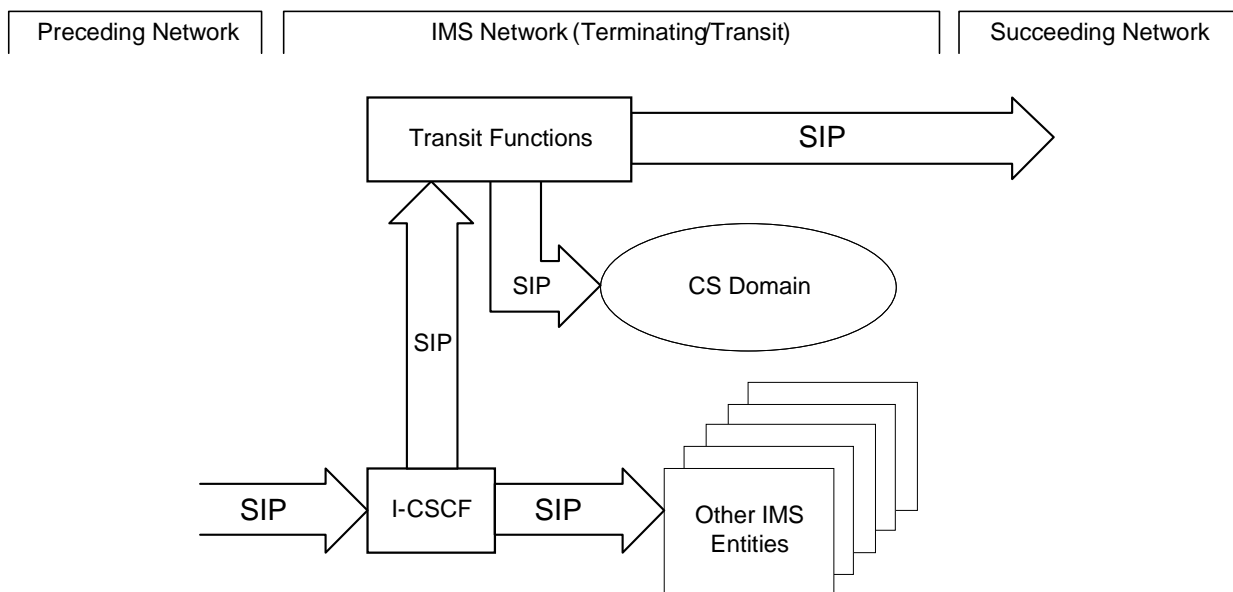 Preceding Network
IMS Network (Terminating/Transit)
Succeeding Network
Transit Functions
SIP
SIP
CS Domain
SIP
SIP
I-CSCF
SIP
Other IMS
Entities